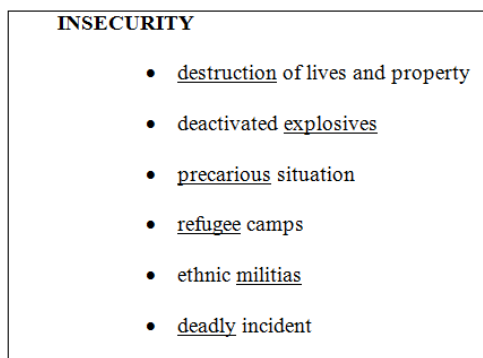 INSECURITY
• destruction of lives and property
• deactivated explosives
• precarious situation
• refugee camps
• ethnic militias
• deadly incident